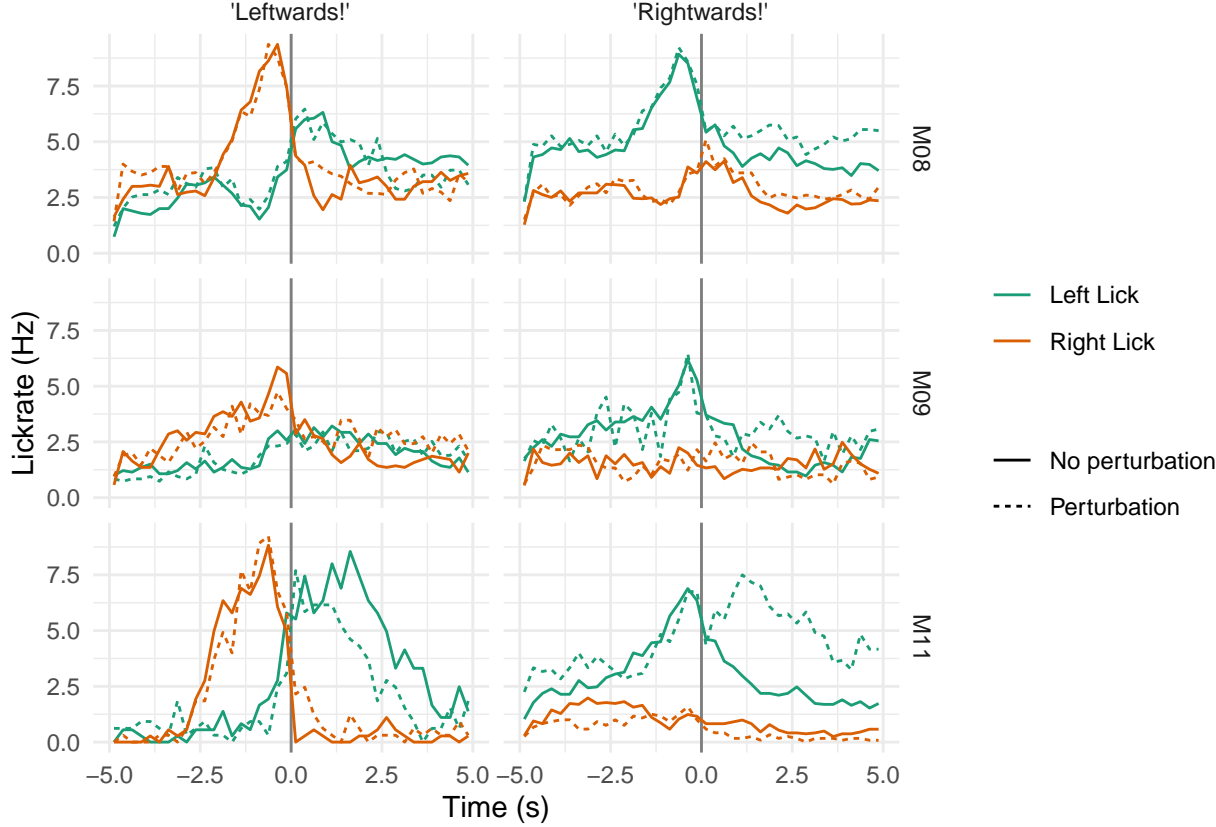 'Leftwards!' 'Rightwards!'
7.5
5.0
2.5
0.0
M08
7.5
5.0
2.5
0.0
M09
7.5
5.0
2.5
0.0
M11
Lickrate (Hz)
−5.0 −2.5 0.0 2.5 5.0 −5.0 −2.5 0.0 2.5 5.0
Time (s)
Left Lick
Right Lick
No perturbation
Perturbation